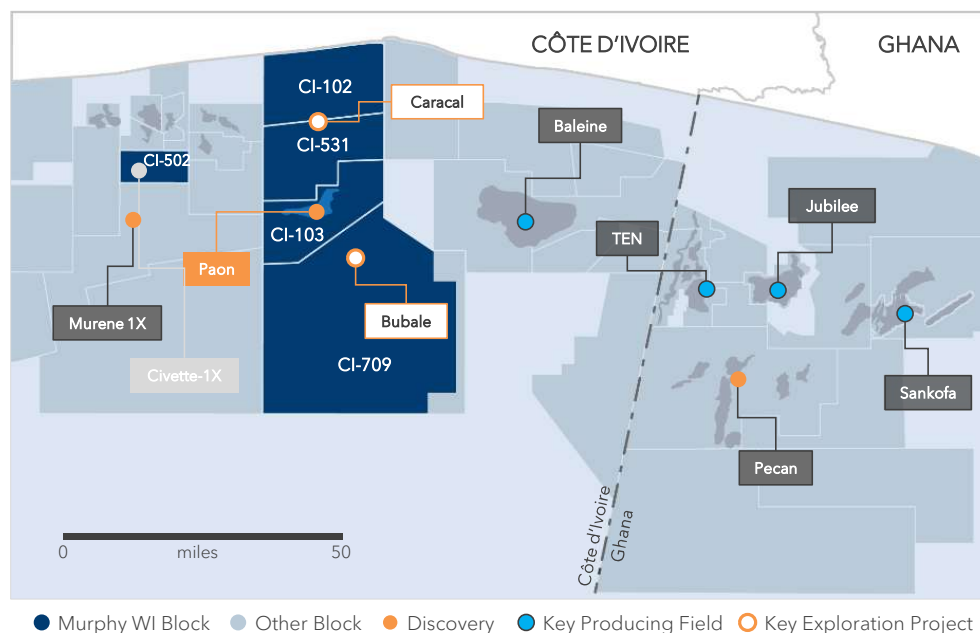 CÔTE D'IVOIRE
GHANA
CI-102
Caracal
CI-531
Baleine
CI-502
Jubilee
CI-103
TEN
Paon
Murene 1X
Bubale
CI-709
Civette-1X
Sankofa
Pecan
Côte d'Ivoire
Ghana
0 miles 50
Murphy WI Block Other Block Discovery Key Producing Field Key Exploration Project